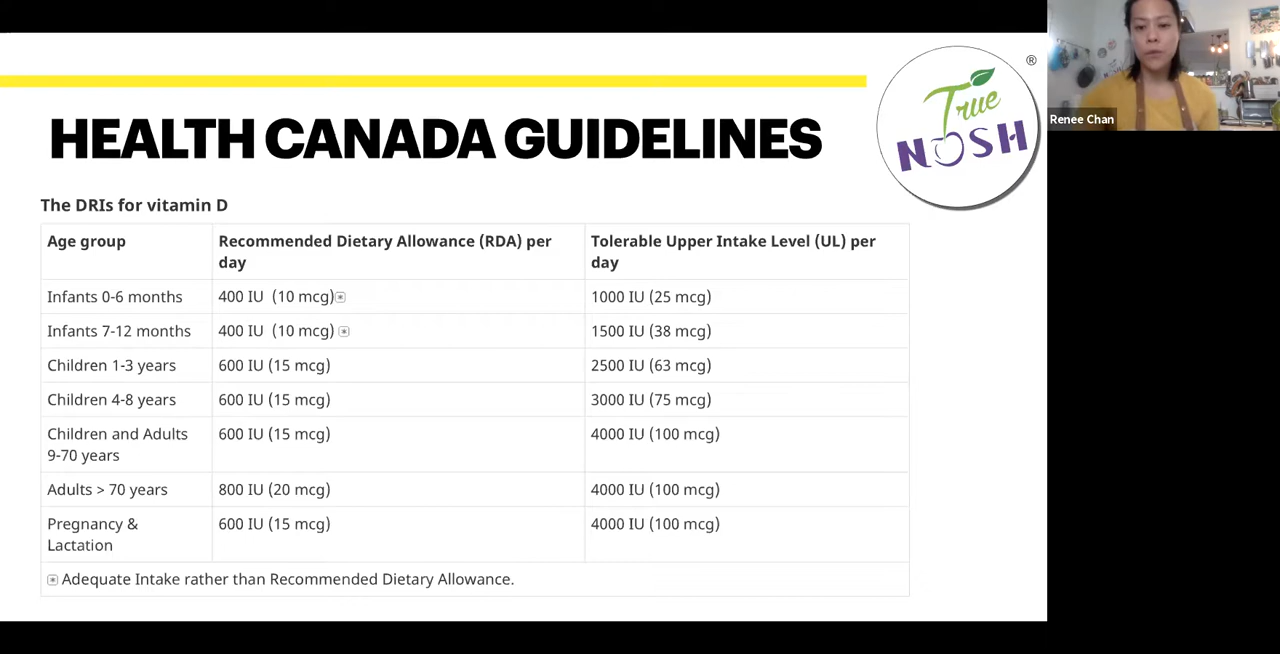 HEALTH CANADA GUIDELINES
True
NOSH
®
Renee Chan
The DRIs for vitamin D
Age group
Recommended Dietary Allowance (RDA) per
day
Tolerable Upper Intake Level (UL) per
day
Infants 0-6 months
400 IU (10 mcg)*
1000 IU (25 mcg)
Infants 7-12 months
400 IU (10 mcg) *
1500 IU (38 mcg)
Children 1-3 years
600 IU (15 mcg)
2500 IU (63 mcg)
Children 4-8 years
600 IU (15 mcg)
3000 IU (75 mcg)
Children and Adults
9-70 years
600 IU (15 mcg)
4000 IU (100 mcg)
Adults > 70 years
800 IU (20 mcg)
4000 IU (100 mcg)
Pregnancy &
Lactation
600 IU (15 mcg)
4000 IU (100 mcg)
* Adequate Intake rather than Recommended Dietary Allowance.